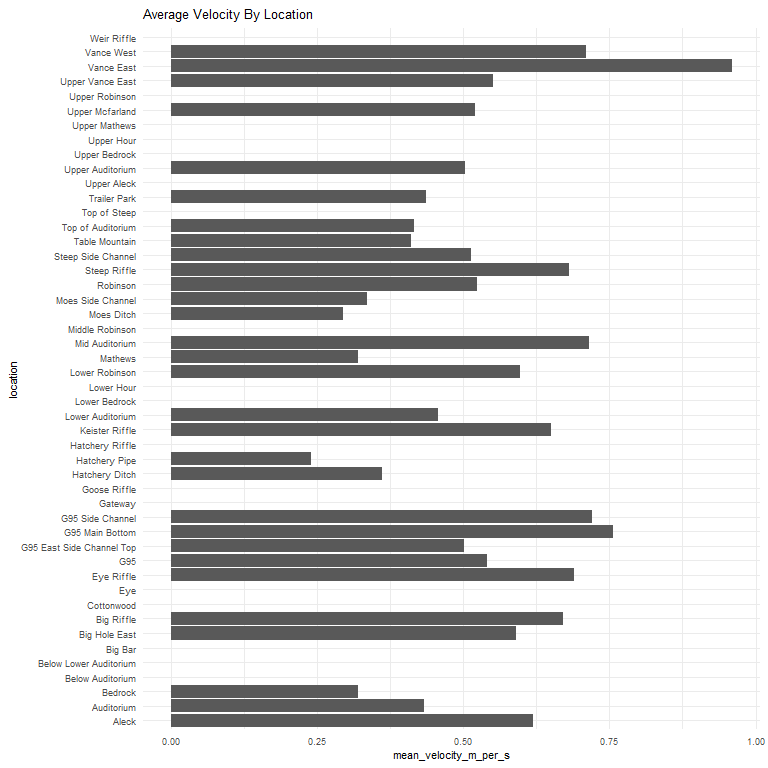 Average Velocity By Location
Weir Riffle
Vance West
Vance East
Upper Vance East
Upper Robinson
Upper Mcfarland
Upper Mathews
Upper Hour
Upper Bedrock
Upper Auditorium
Upper Aleck
Trailer Park
Top of Steep
Top of Auditorium
Table Mountain
Steep Side Channel
Steep Riffle
Robinson
Moes Side Channel
Moes Ditch
Middle Robinson
Mid Auditorium
Mathews
Lower Robinson
Lower Hour
Lower Bedrock
Lower Auditorium
Keister Riffle
Hatchery Riffle
Hatchery Pipe
Hatchery Ditch
Goose Riffle
Gateway
G95 Side Channel
G95 Main Bottom
G95 East Side Channel Top
G95
Eye Riffle
Eye
Cottonwood
Big Riffle
Big Hole East
Big Bar
Below Lower Auditorium
Below Auditorium
Bedrock
Auditorium
Aleck
location
0.00 0.25 0.50 0.75 1.00
mean_velocity_m_per_s